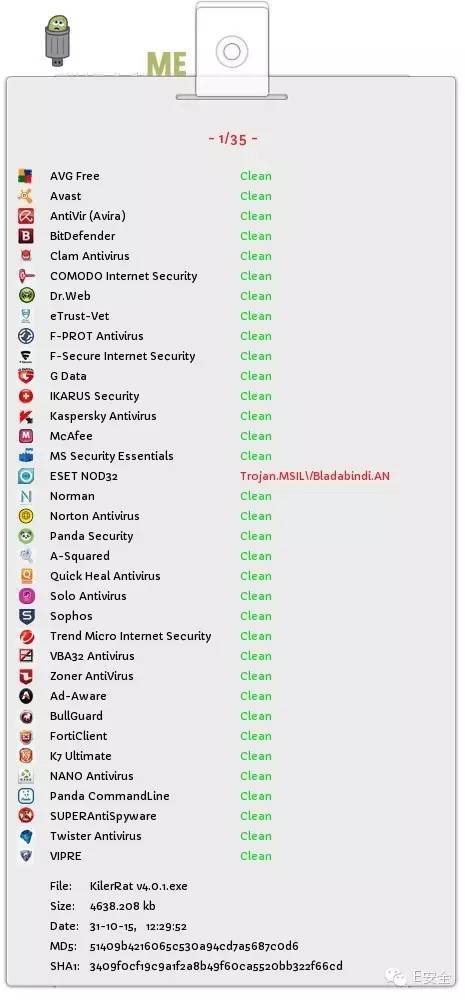 ME
- 1/35 -
AVG Free Clean
Avast Clean
AntiVir (Avira) Clean
BitDefender Clean
Clam Antivirus Clean
COMODO Internet Security Clean
Dr.Web Clean
eTrust-Vet Clean
F-PROT Antivirus Clean
F-Secure Internet Security Clean
G Data Clean
IKARUS Security Clean
Kaspersky Antivirus Clean
McAfee Clean
MS Security Essentials Clean
ESET NOD32 Trojan.MSIL\/Bladabindi.AN
Norman Clean
Norton Antivirus Clean
Panda Security Clean
A-Squared Clean
Quick Heal Antivirus Clean
Solo Antivirus Clean
Sophos Clean
Trend Micro Internet Security Clean
VBA32 Antivirus Clean
Zoner AntiVirus Clean
Ad-Aware Clean
BullGuard Clean
FortiClient Clean
K7 Ultimate Clean
NANO Antivirus Clean
Panda CommandLine Clean
SUPERAntiSpyware Clean
Twister Antivirus Clean
VIPRE Clean
File: KilerRat v4.0.1.exe
Size: 4638.208 kb
Date: 31-10-15, 12:29:52
MD5: 51409b4216065c530a94cd7a5687c0d6
SHA1: 3409f0cf19c9a1f2a8b49f60ca5520bb322f66cd
E安全